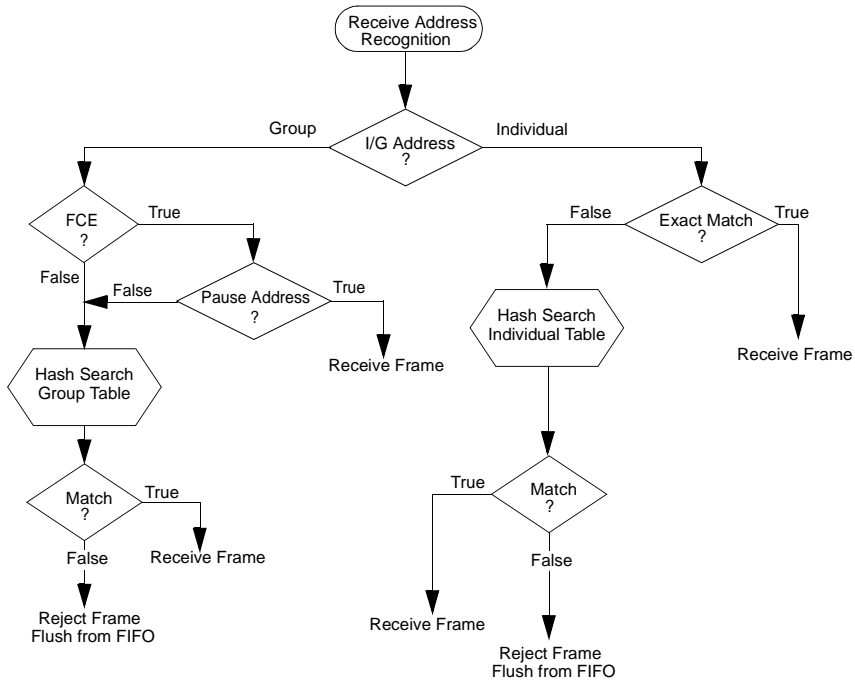 Receive Address
Recognition
Group
I/G Address
?
Individual
FCE
?
True
False
Exact Match
?
True
False
False
Pause Address
?
True
Hash Search
Individual Table
Receive Frame
Receive Frame
Hash Search
Group Table
Match
?
True
True
Match
?
False
Receive Frame
False
Reject Frame
Flush from FIFO
Receive Frame
Reject Frame
Flush from FIFO